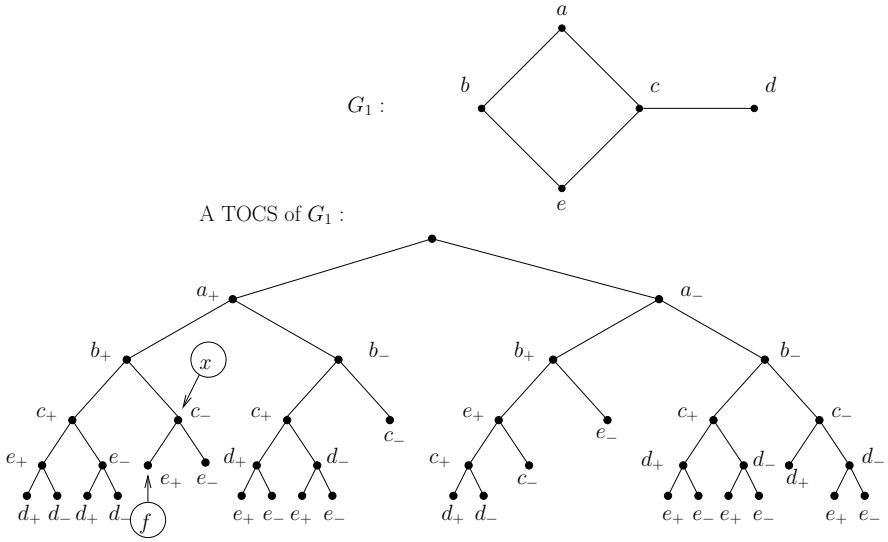 a
b
c
d
G₁ :
e
A TOCS of G₁ :
a₊
a₋
b₊
x
b₋
b₊
b₋
c₊
c₋
c₊
c₋
e₊
e₋
c₊
c₋
e₊
e₋
e₊
e₋
d₊
d₋
c₊
c₋
d₊
d₋
d₊
d₋
d₊
d₋
d₊
d₋
f
e₊
e₋
e₊
e₋
d₊
d₋
e₊
e₋
e₊
e₋
e₊
e₋